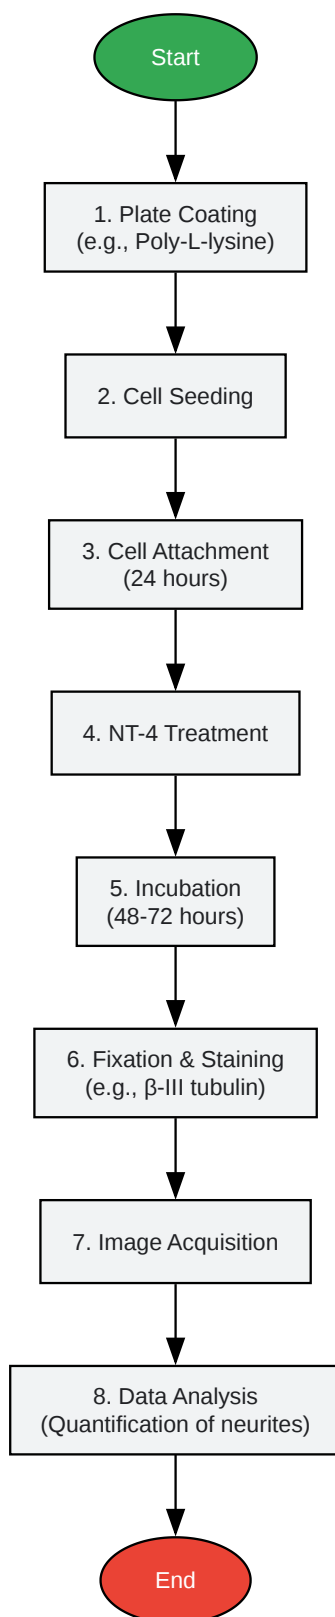 Start
1. Plate Coating
(e.g., Poly-L-lysine)
2. Cell Seeding
3. Cell Attachment
(24 hours)
4. NT-4 Treatment
5. Incubation
(48-72 hours)
6. Fixation & Staining
(e.g., β-III tubulin)
7. Image Acquisition
8. Data Analysis
(Quantification of neurites)
End